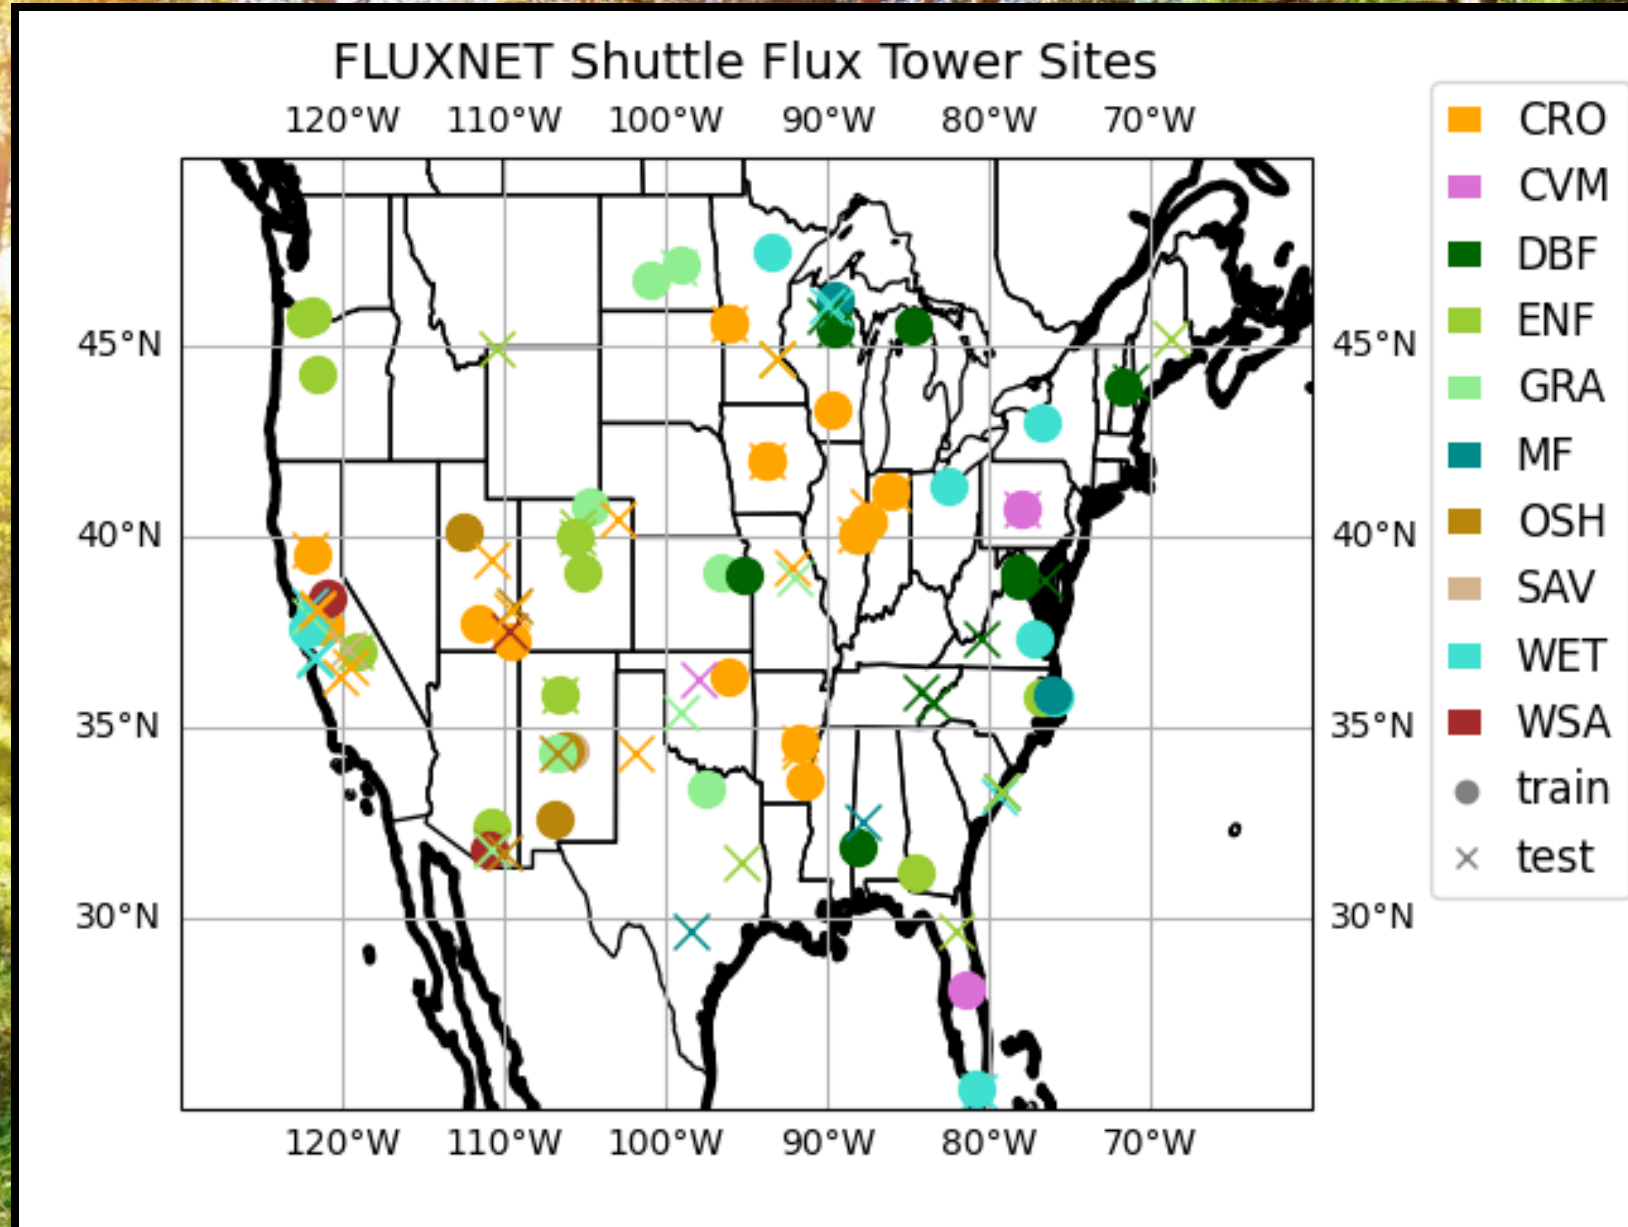 FLUXNET Shuttle Flux Tower Sites
120°W 110°W 100°W 90°W 80°W 70°W
45°N 45°N
40°N 40°N
35°N 35°N
30°N 30°N
120°W 110°W 100°W 90°W 80°W 70°W
CRO
CVM
DBF
ENF
GRA
MF
OSH
SAV
WET
WSA
train
test